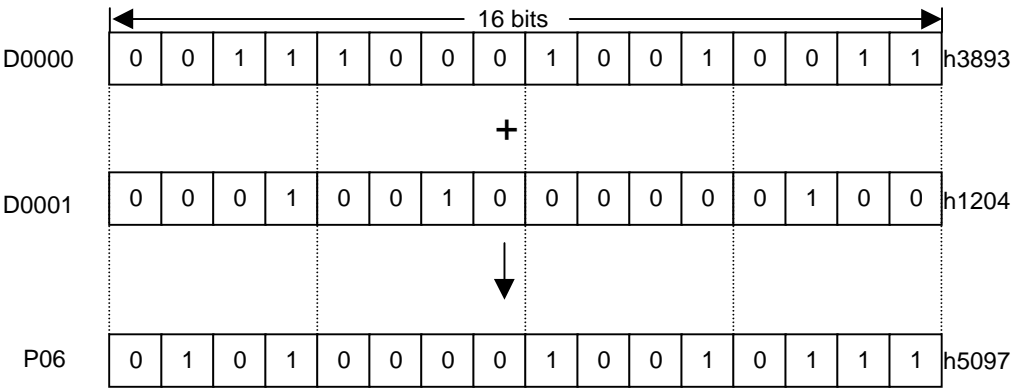 16 bits
D0000 0 0 1 1 1 0 0 0 1 0 0 1 0 0 1 1 h3893
+
D0001 0 0 0 1 0 0 1 0 0 0 0 0 0 1 0 0 h1204
P06 0 1 0 1 0 0 0 0 1 0 0 1 0 1 1 1 h5097